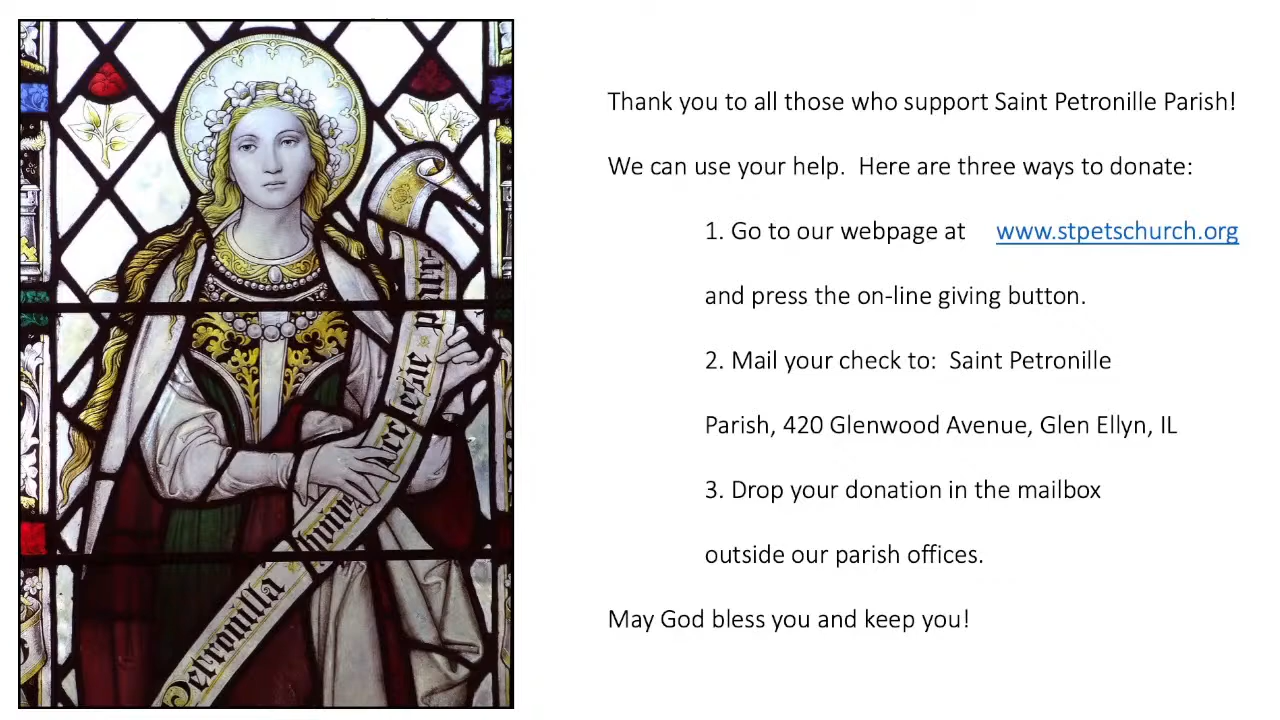 Thank you to all those who support Saint Petronille Parish!
We can use your help. Here are three ways to donate:
1. Go to our webpage at www.stpetschurch.org
and press the on-line giving button.
2. Mail your check to: Saint Petronille
Parish, 420 Glenwood Avenue, Glen Ellyn, IL
3. Drop your donation in the mailbox
outside our parish offices.
May God bless you and keep you!
Petronilla